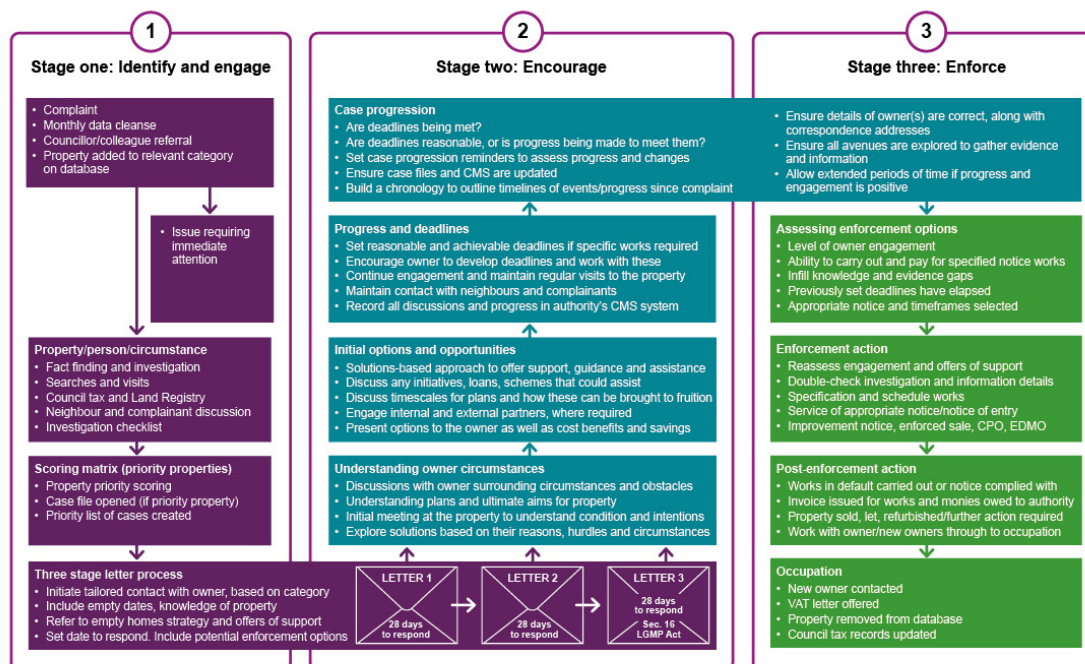 1
Stage one: Identify and engage
• Complaint
• Monthly data cleanse
• Councillor/colleague referral
• Property added to relevant category
on database
• Issue requiring
immediate
attention
Property/person/circumstance
• Fact finding and investigation
• Searches and visits
• Council tax and Land Registry
• Neighbour and complainant discussion
• Investigation checklist
Scoring matrix (priority properties)
• Property priority scoring
• Case file opened (if priority property)
• Priority list of cases created
Three stage letter process
• Initiate tailored contact with owner, based on category
• Include empty dates, knowledge of property
• Refer to empty homes strategy and offers of support
• Set date to respond. Include potential enforcement options
LETTER 1
28 days
to respond
LETTER 2
28 days
to respond
LETTER 3
28 days
to respond
Sec. 16
LGMP Act
2
Stage two: Encourage
Case progression
• Are deadlines being met?
• Are deadlines reasonable, or is progress being made to meet them?
• Set case progression reminders to assess progress and changes
• Ensure case files and CMS are updated
• Build a chronology to outline timelines of events/progress since complaint
Progress and deadlines
• Set reasonable and achievable deadlines if specific works required
• Encourage owner to develop deadlines and work with these
• Continue engagement and maintain regular visits to the property
• Maintain contact with neighbours and complainants
• Record all discussions and progress in authority's CMS system
Initial options and opportunities
• Solutions-based approach to offer support, guidance and assistance
• Discuss any initiatives, loans, schemes that could assist
• Discuss timescales for plans and how these can be brought to fruition
• Engage internal and external partners, where required
• Present options to the owner as well as cost benefits and savings
Understanding owner circumstances
• Discussions with owner surrounding circumstances and obstacles
• Understanding plans and ultimate aims for property
• Initial meeting at the property to understand condition and intentions
• Explore solutions based on their reasons, hurdles and circumstances
3
Stage three: Enforce
• Ensure details of owner(s) are correct, along with
correspondence addresses
• Ensure all avenues are explored to gather evidence
and information
• Allow extended periods of time if progress and
engagement is positive
Assessing enforcement options
• Level of owner engagement
• Ability to carry out and pay for specified notice works
• Infill knowledge and evidence gaps
• Previously set deadlines have elapsed
• Appropriate notice and timeframes selected
Enforcement action
• Reassess engagement and offers of support
• Double-check investigation and information details
• Specification and schedule works
• Service of appropriate notice/notice of entry
• Improvement notice, enforced sale, CPO, EDMO
Post-enforcement action
• Works in default carried out or notice complied with
• Invoice issued for works and monies owed to authority
• Property sold, let, refurbished/further action required
• Work with owner/new owners through to occupation
Occupation
• New owner contacted
• VAT letter offered
• Property removed from database
• Council tax records updated